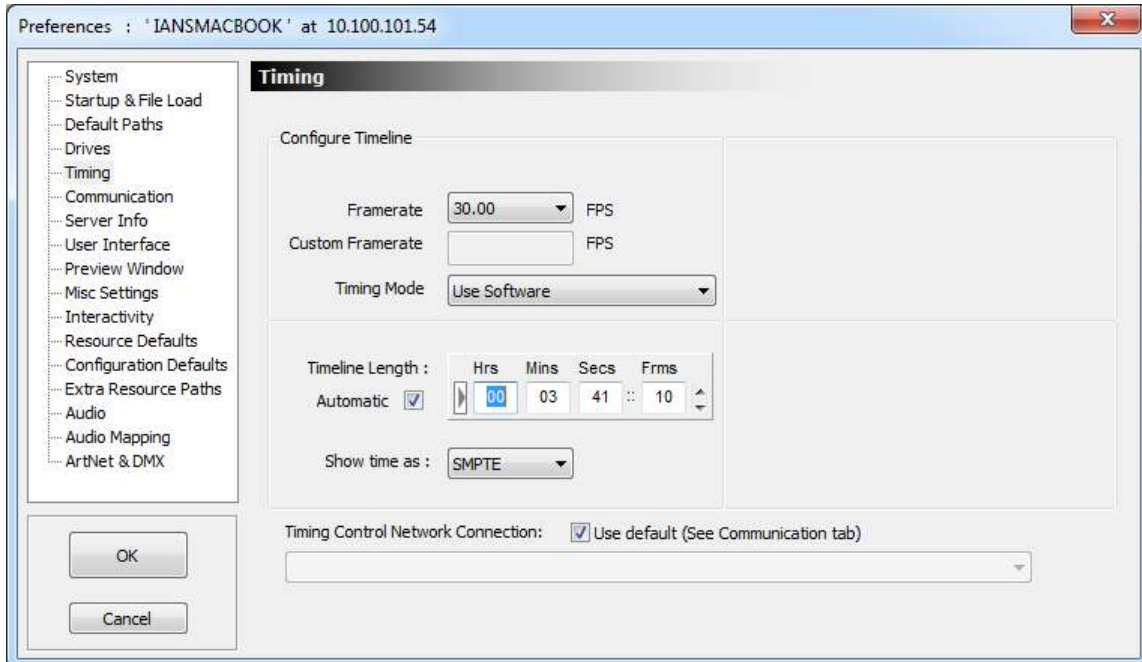 Preferences : 'IANSMACBOOK' at 10.100.101.54
System
Startup & File Load
Default Paths
Drives
Timing
Communication
Server Info
User Interface
Preview Window
Misc Settings
Interactivity
Resource Defaults
Configuration Defaults
Extra Resource Paths
Audio
Audio Mapping
ArtNet & DMX
OK
Cancel
Timing
Configure Timeline
Framerate 30.00 FPS
Custom Framerate FPS
Timing Mode Use Software
Timeline Length : Hrs Mins Secs Frms
Automatic 00 03 41 :: 10
Show time as : SMPTE
Timing Control Network Connection: Use default (See Communication tab)